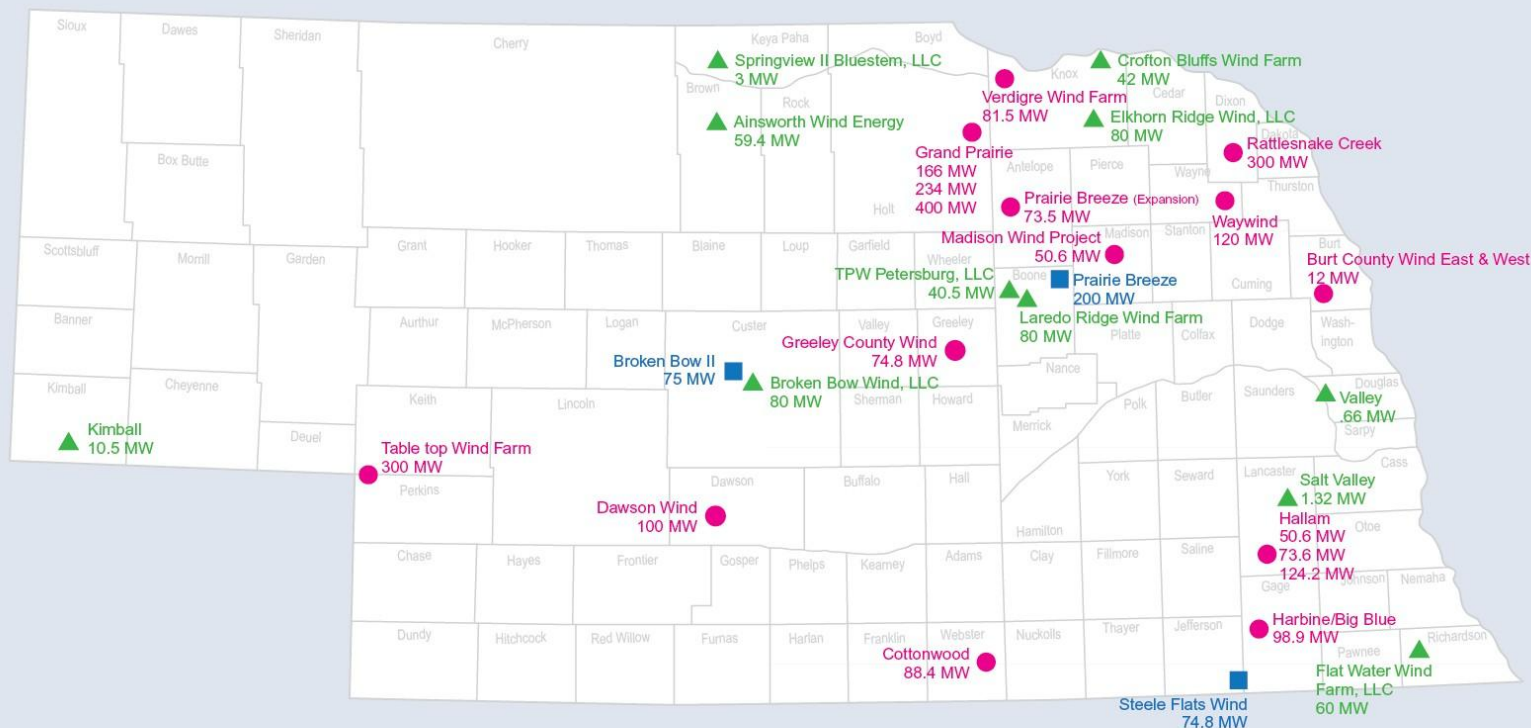 Sioux
Dawes
Sheridan
Cherry
Keya Paha
Boyd
Springview II Bluestem, LLC
3 MW
Brown
Rock
Ainsworth Wind Energy
59.4 MW
Knox
Verdigre Wind Farm
81.5 MW
Crofton Bluffs Wind Farm
42 MW
Cedar
Dixon
Elkhorn Ridge Wind, LLC
80 MW
Dakota
Rattlesnake Creek
300 MW
Box Butte
Grand Prairie
166 MW
234 MW
400 MW
Holt
Antelope
Pierce
Wayne
Thurston
Prairie Breeze (Expansion)
73.5 MW
Waywind
120 MW
Scottsbluff
Morrill
Garden
Grant
Hooker
Thomas
Blaine
Loup
Garfield
Wheeler
Madison Wind Project
50.6 MW
Madison
Stanton
Cuming
Burt
Burt County Wind East & West
12 MW
TPW Petersburg, LLC
40.5 MW
Boone
Prairie Breeze
200 MW
Laredo Ridge Wind Farm
80 MW
Banner
Aurthur
McPherson
Logan
Custer
Valley
Greeley
Greeley County Wind
74.8 MW
Platte
Colfax
Dodge
Wash-
ington
Broken Bow II
75 MW
Broken Bow Wind, LLC
80 MW
Nance
Kimball
Cheyenne
Kimball
10.5 MW
Deuel
Keith
Lincoln
Sherman
Howard
Merrick
Polk
Butler
Saunders
Douglas
Valley
.66 MW
Sarpy
Table top Wind Farm
300 MW
Perkins
Dawson
Buffalo
Hall
Hamilton
York
Seward
Lancaster
Cass
Salt Valley
1.32 MW
Dawson Wind
100 MW
Hallam
50.6 MW
73.6 MW
124.2 MW
Otoe
Chase
Hayes
Frontier
Gosper
Phelps
Kearney
Adams
Clay
Fillmore
Saline
Gage
Johnson
Nemaha
Dundy
Hitchcock
Red Willow
Furnas
Harlan
Franklin
Webster
Nuckolls
Thayer
Jefferson
Harbine/Big Blue
98.9 MW
Pawnee
Richardson
Cottonwood
88.4 MW
Flat Water Wind
Farm, LLC
60 MW
Steele Flats Wind
74.8 MW